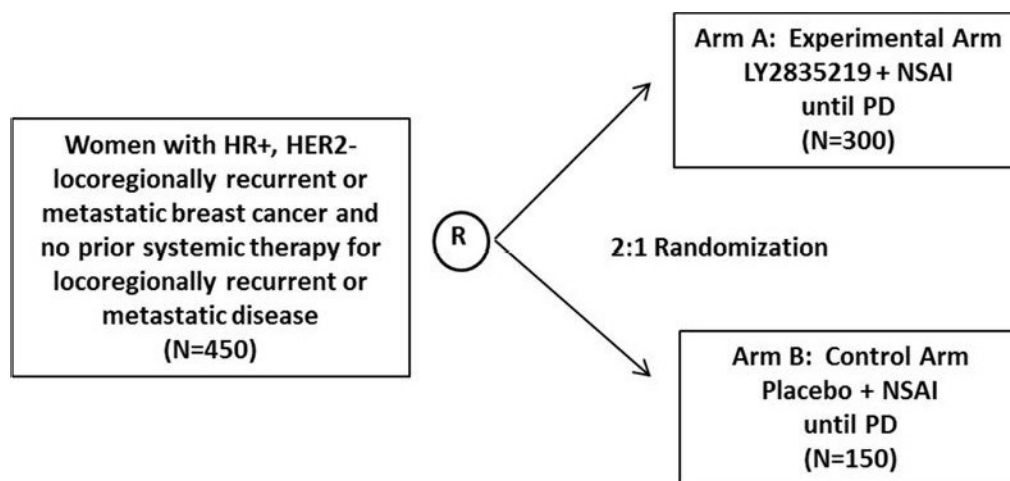 Women with HR+, HER2-
locoregionally recurrent or
metastatic breast cancer and
no prior systemic therapy for
locoregionally recurrent or
metastatic disease
(N=450)
R
2:1 Randomization
Arm A:  Experimental Arm
LY2835219 + NSAI
until PD
(N=300)
Arm B:  Control Arm
Placebo + NSAI
until PD
(N=150)